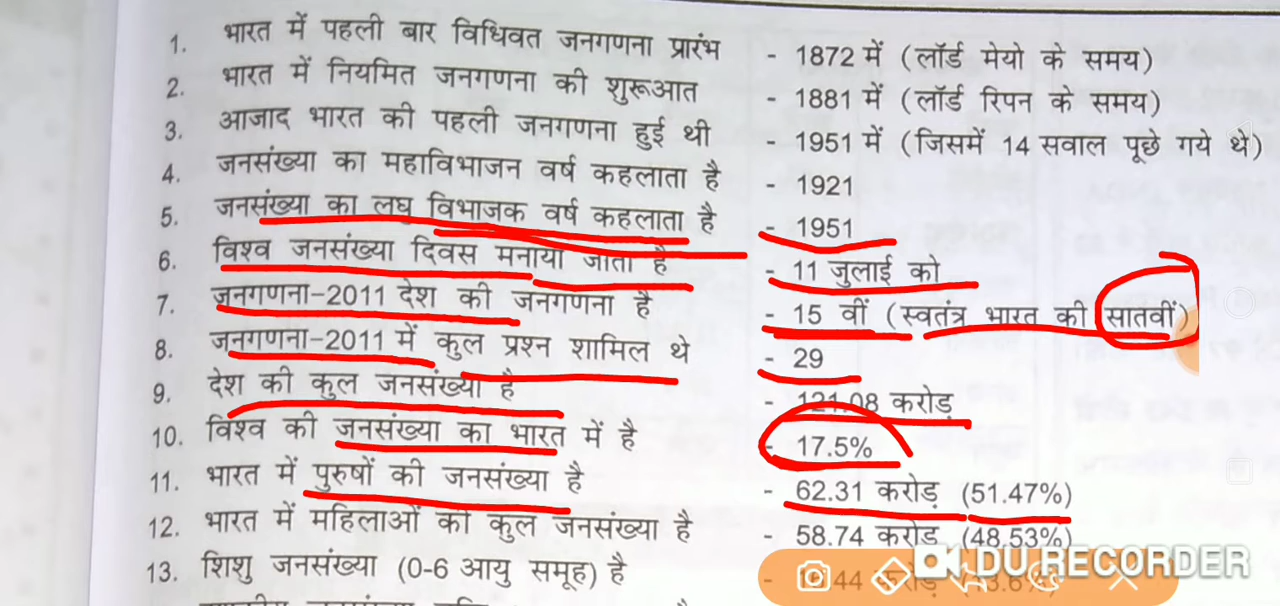 1. भारत में पहली बार विधिवत जनगणना प्रारंभ - 1872 में (लॉर्ड मेयो के समय)
2. भारत में नियमित जनगणना की शुरूआत - 1881 में (लॉर्ड रिपन के समय)
3. आजाद भारत की पहली जनगणना हुई थी - 1951 में (जिसमें 14 सवाल पूछे गये थे)
4. जनसंख्या का महाविभाजन वर्ष कहलाता है - 1921
5. जनसंख्या का लघु विभाजक वर्ष कहलाता है - 1951
6. विश्व जनसंख्या दिवस मनाया जाता है - 11 जुलाई को
7. जनगणना-2011 देश की जनगणना है - 15 वीं (स्वतंत्र भारत की सातवीं)
8. जनगणना-2011 में कुल प्रश्न शामिल थे - 29
9. देश की कुल जनसंख्या है - 121.08 करोड़
10. विश्व की जनसंख्या का भारत में है - 17.5%
11. भारत में पुरुषों की जनसंख्या है - 62.31 करोड़ (51.47%)
12. भारत में महिलाओं की कुल जनसंख्या है - 58.74 करोड़ (48.53%)
13. शिशु जनसंख्या (0-6 आयु समूह) है
DU RECORDER